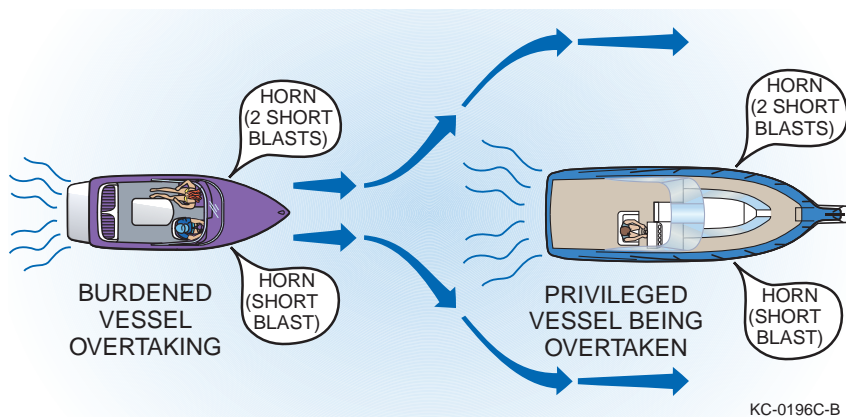 HORN
(2 SHORT
BLASTS)
HORN
(2 SHORT
BLASTS)
BURDENED
VESSEL
OVERTAKING
HORN
(SHORT
BLAST)
PRIVILEGED
VESSEL BEING
OVERTAKEN
HORN
(SHORT
BLAST)
KC-0196C-B